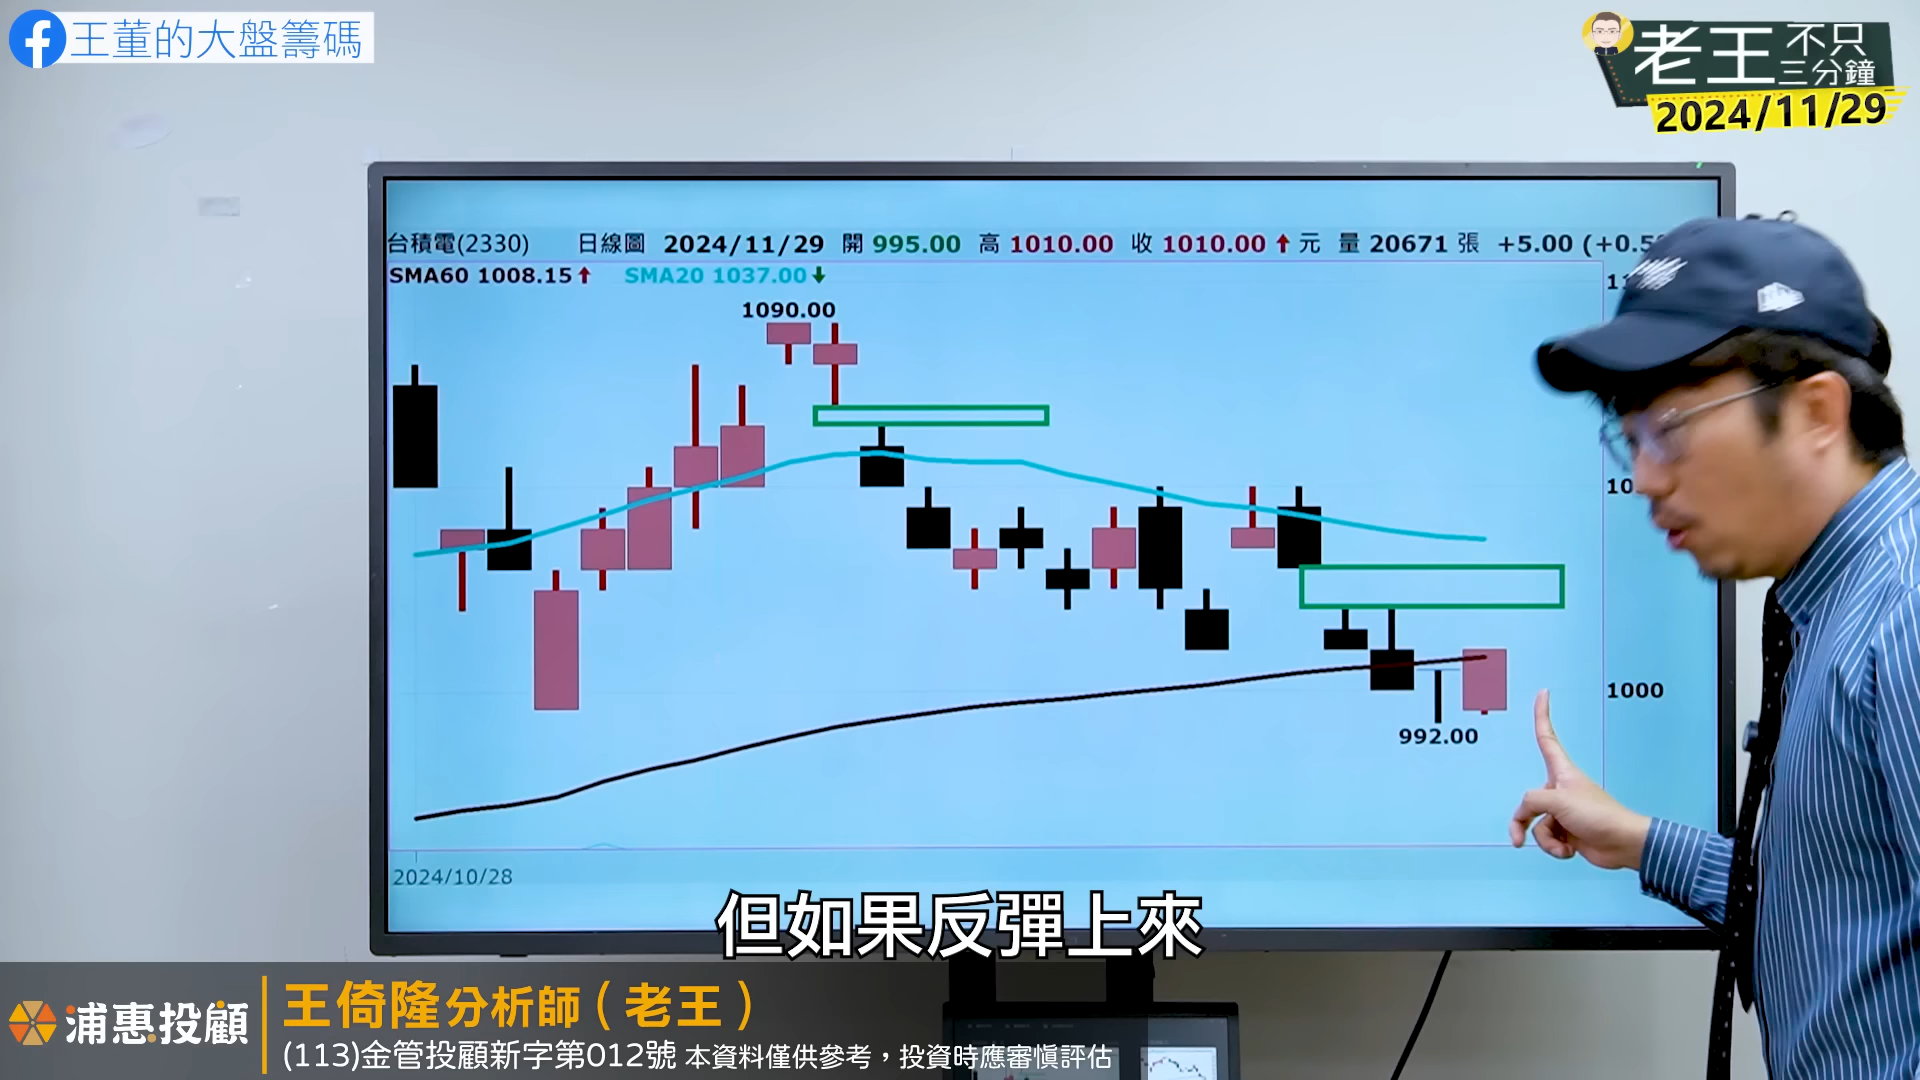 王董的大盤籌碼
老王 不只三分鐘
2024/11/29
台積電(2330) 日線圖 2024/11/29 開 995.00 高 1010.00 收 1010.00 元 量 20671 張 +5.00
SMA60 1008.15 SMA20 1037.00
1090.00
1000
992.00
2024/10/28
但如果反彈上來
浦惠投顧
王倚隆分析師(老王)
(113)金管投顧新字第012號 本資料僅供參考，投資時應審慎評估